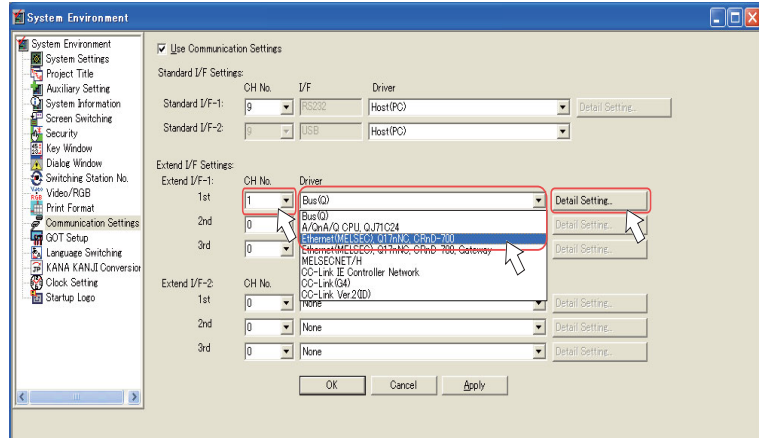 System Environment
System Environment
System Settings
Project Title
Auxiliary Setting
System Information
Screen Switching
Security
Key Window
Dialog Window
Switching Station No.
Video/RGB
Print Format
Communication Settings
GOT Setup
Language Switching
KANA KANJI Conversion
Clock Setting
Startup Logo
Use Communication Settings
Standard I/F Settings:
CH No. I/F Driver
Standard I/F-1: 9 RS232 Host(PC) Detail Setting...
Standard I/F-2: 9 USB Host(PC)
Extend I/F Settings:
Extend I/F-1: CH No. Driver
1st 1 Bus(Q) Detail Setting...
Bus(Q)
A/QnA/Q CPU, QJ71C24
2nd 0 Detail Setting...
Ethernet(MELSEC), Q17nNC, CRnD-700
3rd 0 Ethernet(MELSEC), Q17nNC, CRnD-700, Gateway Detail Setting...
MELSECNET/H
CC-Link IE Controller Network
Extend I/F-2: CH No. CC-Link(G4)
CC-Link Ver.2(ID)
1st 0 None Detail Setting...
2nd 0 None Detail Setting...
3rd 0 None Detail Setting...
OK Cancel Apply